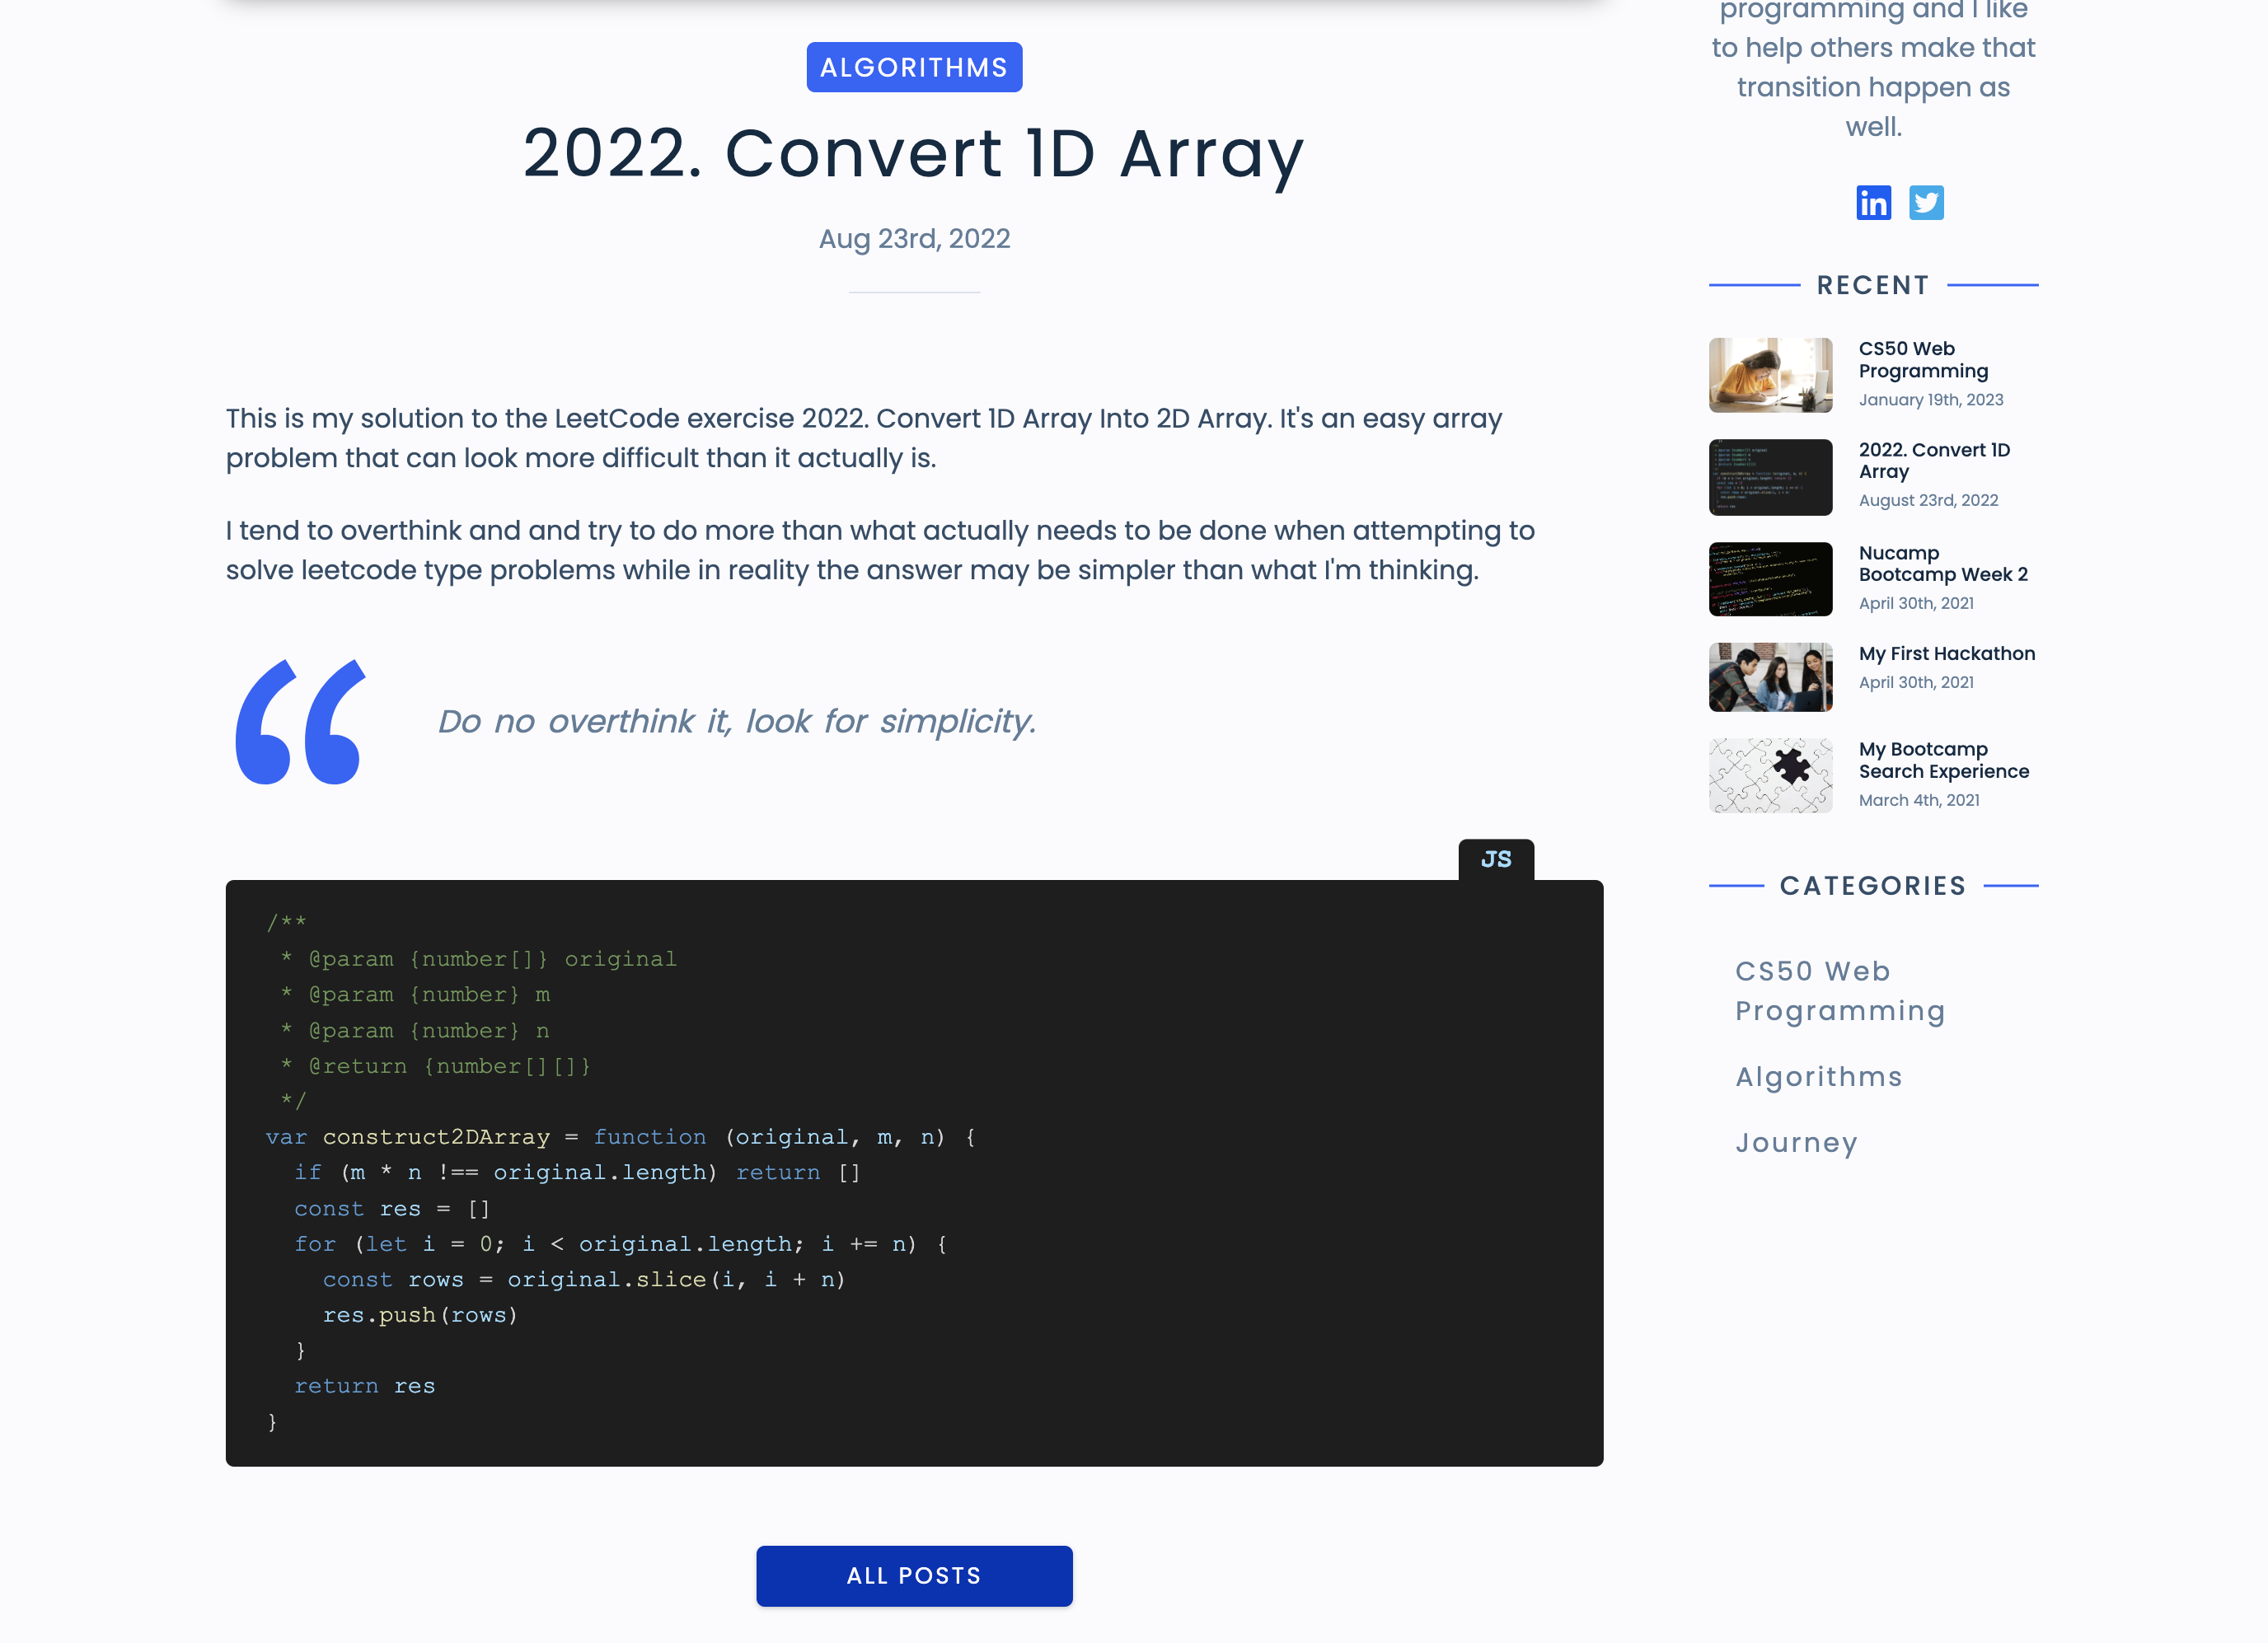 ALGORITHMS
2022. Convert 1D Array
Aug 23rd, 2022
This is my solution to the LeetCode exercise 2022. Convert 1D Array Into 2D Array. It's an easy array
problem that can look more difficult than it actually is.
I tend to overthink and and try to do more than what actually needs to be done when attempting to
solve leetcode type problems while in reality the answer may be simpler than what I'm thinking.
Do no overthink it, look for simplicity.
JS
/**
 * @param {number[]} original
 * @param {number} m
 * @param {number} n
 * @return {number[][]}
 */
var construct2DArray = function (original, m, n) {
  if (m * n !== original.length) return []
  const res = []
  for (let i = 0; i < original.length; i += n) {
    const rows = original.slice(i, i + n)
    res.push(rows)
  }
  return res
}
ALL POSTS
programming and I like
to help others make that
transition happen as
well.
in
RECENT
CS50 Web
Programming
January 19th, 2023
2022. Convert 1D
Array
August 23rd, 2022
Nucamp
Bootcamp Week 2
April 30th, 2021
My First Hackathon
April 30th, 2021
My Bootcamp
Search Experience
March 4th, 2021
CATEGORIES
CS50 Web
Programming
Algorithms
Journey